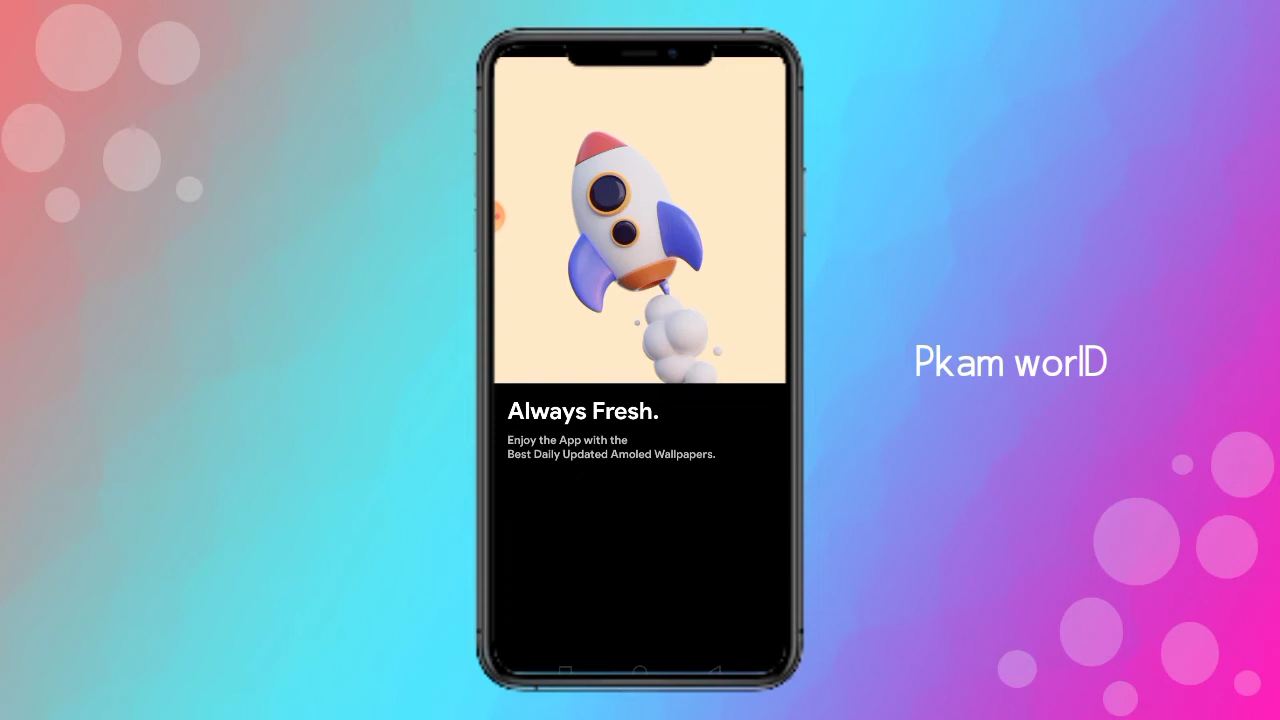 Always Fresh.
Enjoy the App with the
Best Daily Updated Amoled Wallpapers.
Pkam worlD